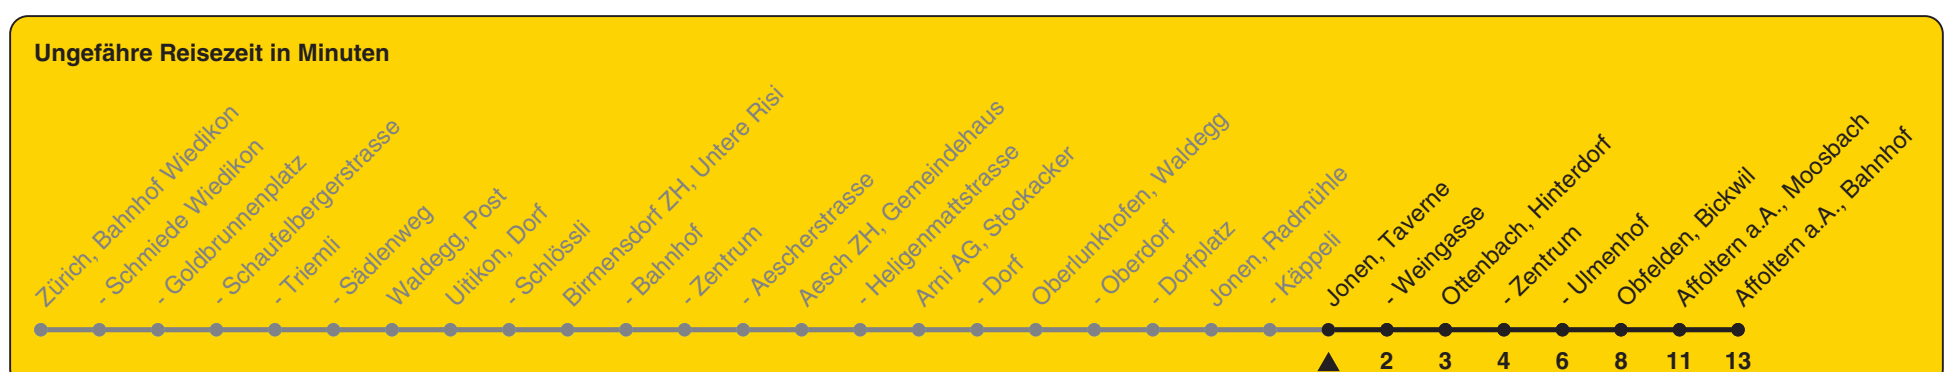 Ungefähre Reisezeit in Minuten
Zürich, Bahnhof Wiedikon
- Schmiede Wiedikon
- Goldbrunnenplatz
- Schaufelbergerstrasse
- Triemli
- Sädlenweg
Waldegg, Post
Uitikon, Dorf
- Schlössli
Birmensdorf ZH, Untere Risi
- Bahnhof
- Zentrum
- Aescherstrasse
Aesch ZH, Gemeindehaus
- Heligenmattstrasse
Arni AG, Stockacker
- Dorf
Oberlunkhofen, Waldegg
- Oberdorf
- Dorfplatz
Jonen, Radmühle
- Käppeli
Jonen, Taverne
- Weingasse
Ottenbach, Hinterdorf
- Zentrum
- Ulmenhof
Obfelden, Bickwil
Affoltern a.A., Moosbach
Affoltern a.A., Bahnhof
2 3 4 6 8 11 13